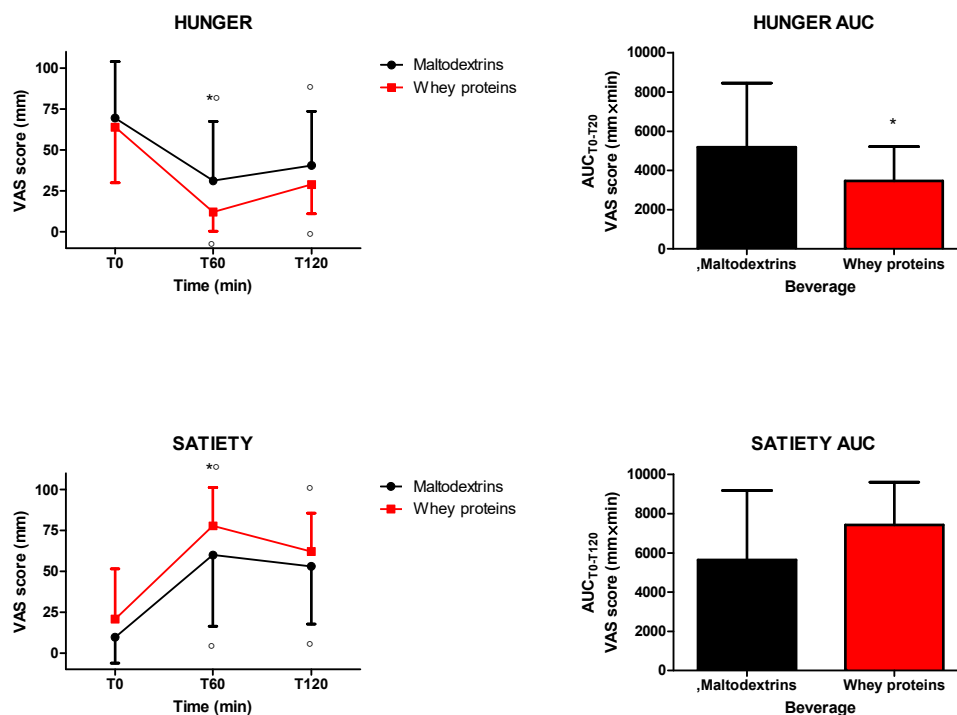 HUNGER
VAS score (mm)
100
75
50
25
0
*○
○
○
○
T0 T60 T120
Time (min)
Maltodextrins
Whey proteins
HUNGER AUC
AUCT0-T20
VAS score (mm×min)
10000
8000
6000
4000
2000
0
*
,Maltodextrins Whey proteins
Beverage
SATIETY
VAS score (mm)
100
75
50
25
0
*○
○
○
○
T0 T60 T120
Time (min)
Maltodextrins
Whey proteins
SATIETY AUC
AUCT0-T120
VAS score (mm×min)
10000
8000
6000
4000
2000
0
,Maltodextrins Whey proteins
Beverage